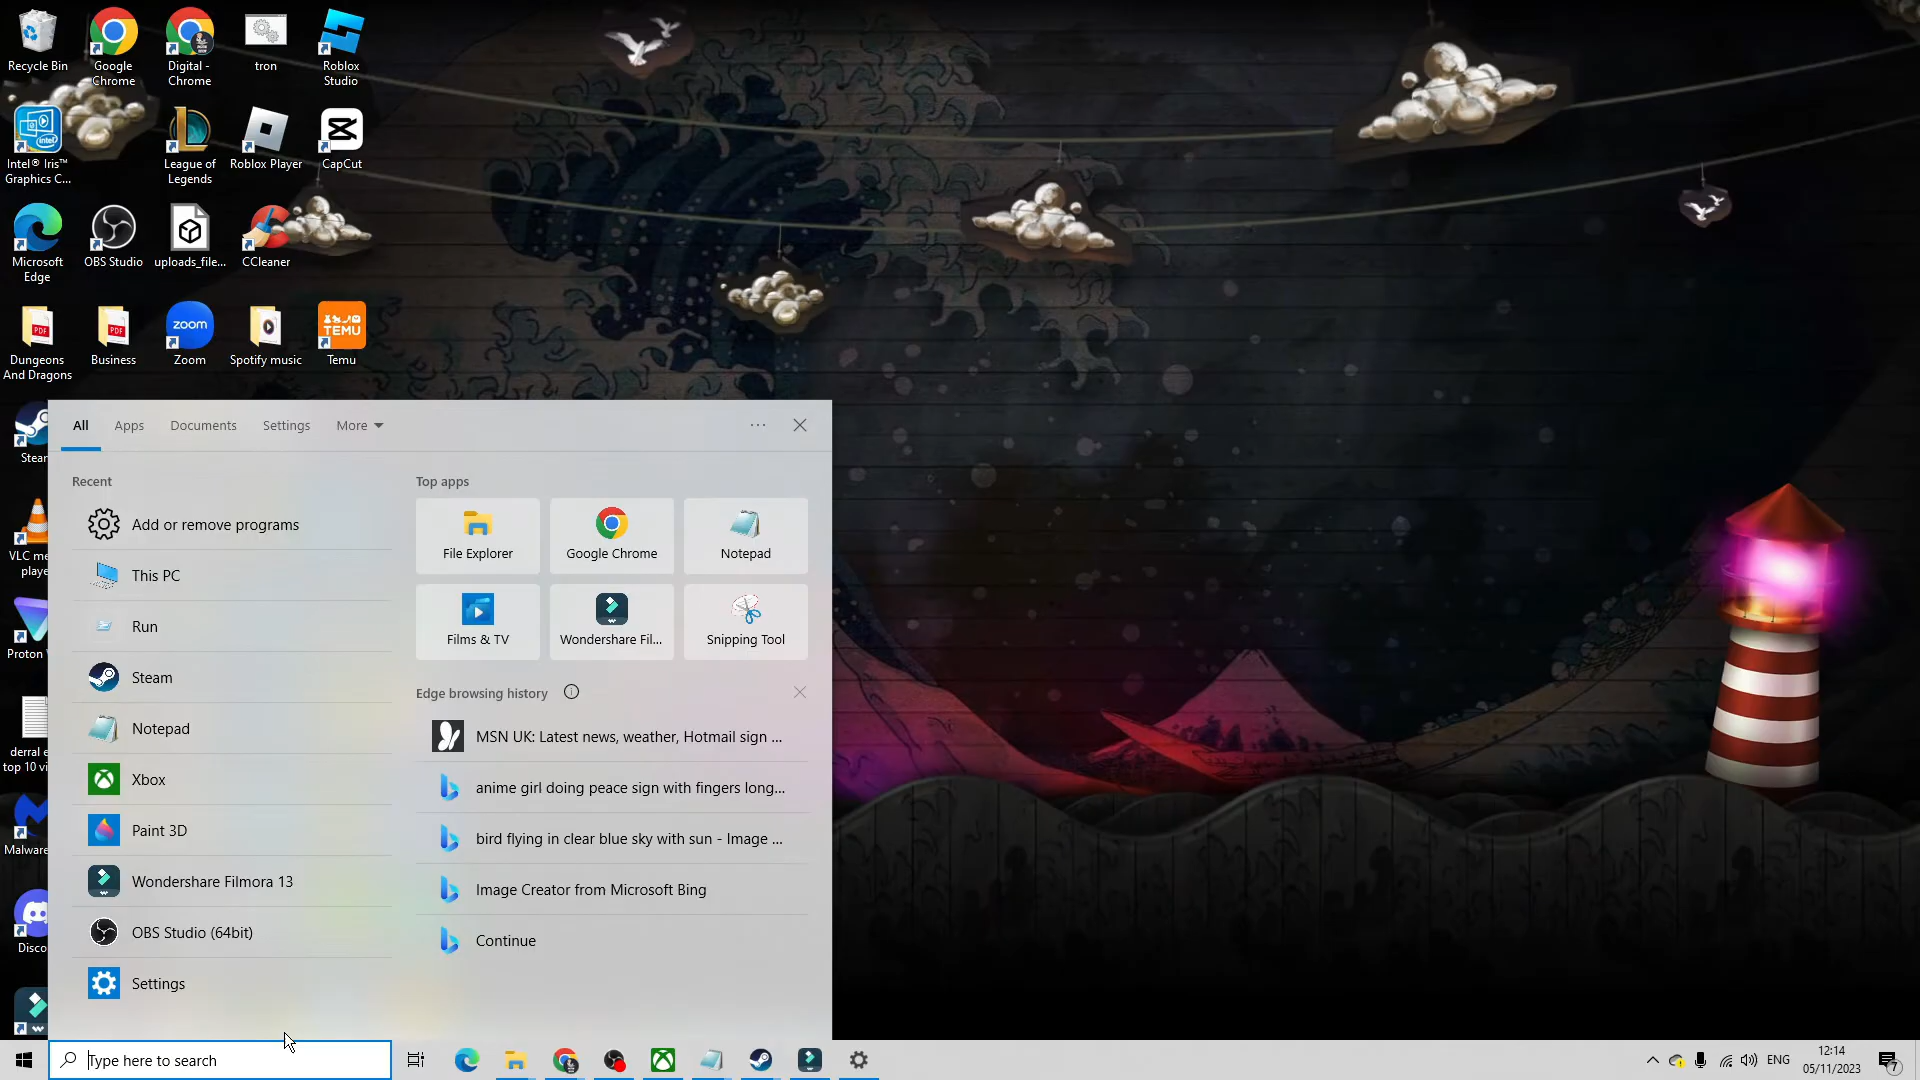 Recycle Bin
Google
Chrome
Digital -
Chrome
tron
Roblox
Studio
Intel® Iris™
Graphics C...
League of
Legends
Roblox Player
CapCut
Microsoft
Edge
OBS Studio
uploads_file...
CCleaner
PDF
PDF
zoom
TEMU
Dungeons
And Dragons
Business
Zoom
Spotify music
Temu
Stear
VLC me
playe
Proton
derral e
top 10 vi
Malware
Disco
All
Apps
Documents
Settings
More
Recent
Add or remove programs
This PC
Run
Steam
Notepad
Xbox
Paint 3D
Wondershare Filmora 13
OBS Studio (64bit)
Settings
Top apps
File Explorer
Google Chrome
Notepad
Films & TV
Wondershare Fil...
Snipping Tool
Edge browsing history
MSN UK: Latest news, weather, Hotmail sign ...
anime girl doing peace sign with fingers long...
bird flying in clear blue sky with sun - Image ...
Image Creator from Microsoft Bing
Continue
Type here to search
ENG
12:14
05/11/2023
7